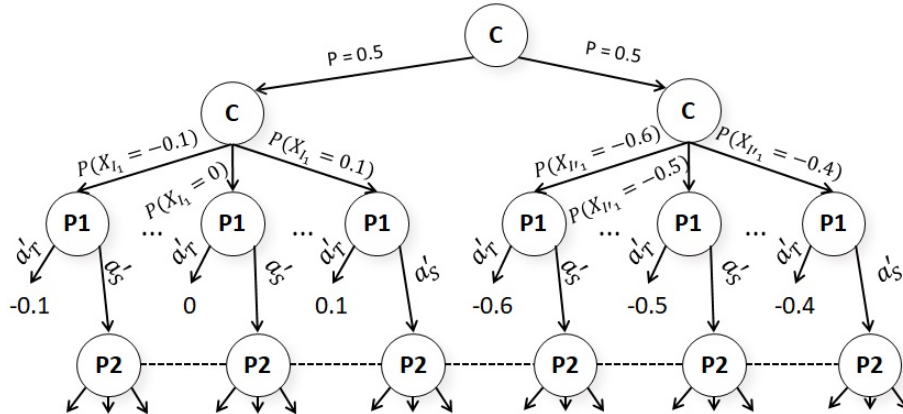 C
P = 0.5 P = 0.5
C C
P(X_{I_1} = -0.1) P(X_{I_1} = 0) P(X_{I_1} = 0.1) P(X_{I'_1} = -0.6) P(X_{I'_1} = -0.5) P(X_{I'_1} = -0.4)
P1 ... P1 ... P1 P1 ... P1 ... P1
a'_T a'_S a'_T a'_S a'_T a'_S a'_T a'_S a'_T a'_S a'_T a'_S
-0.1 0 0.1 -0.6 -0.5 -0.4
P2 P2 P2 P2 P2 P2